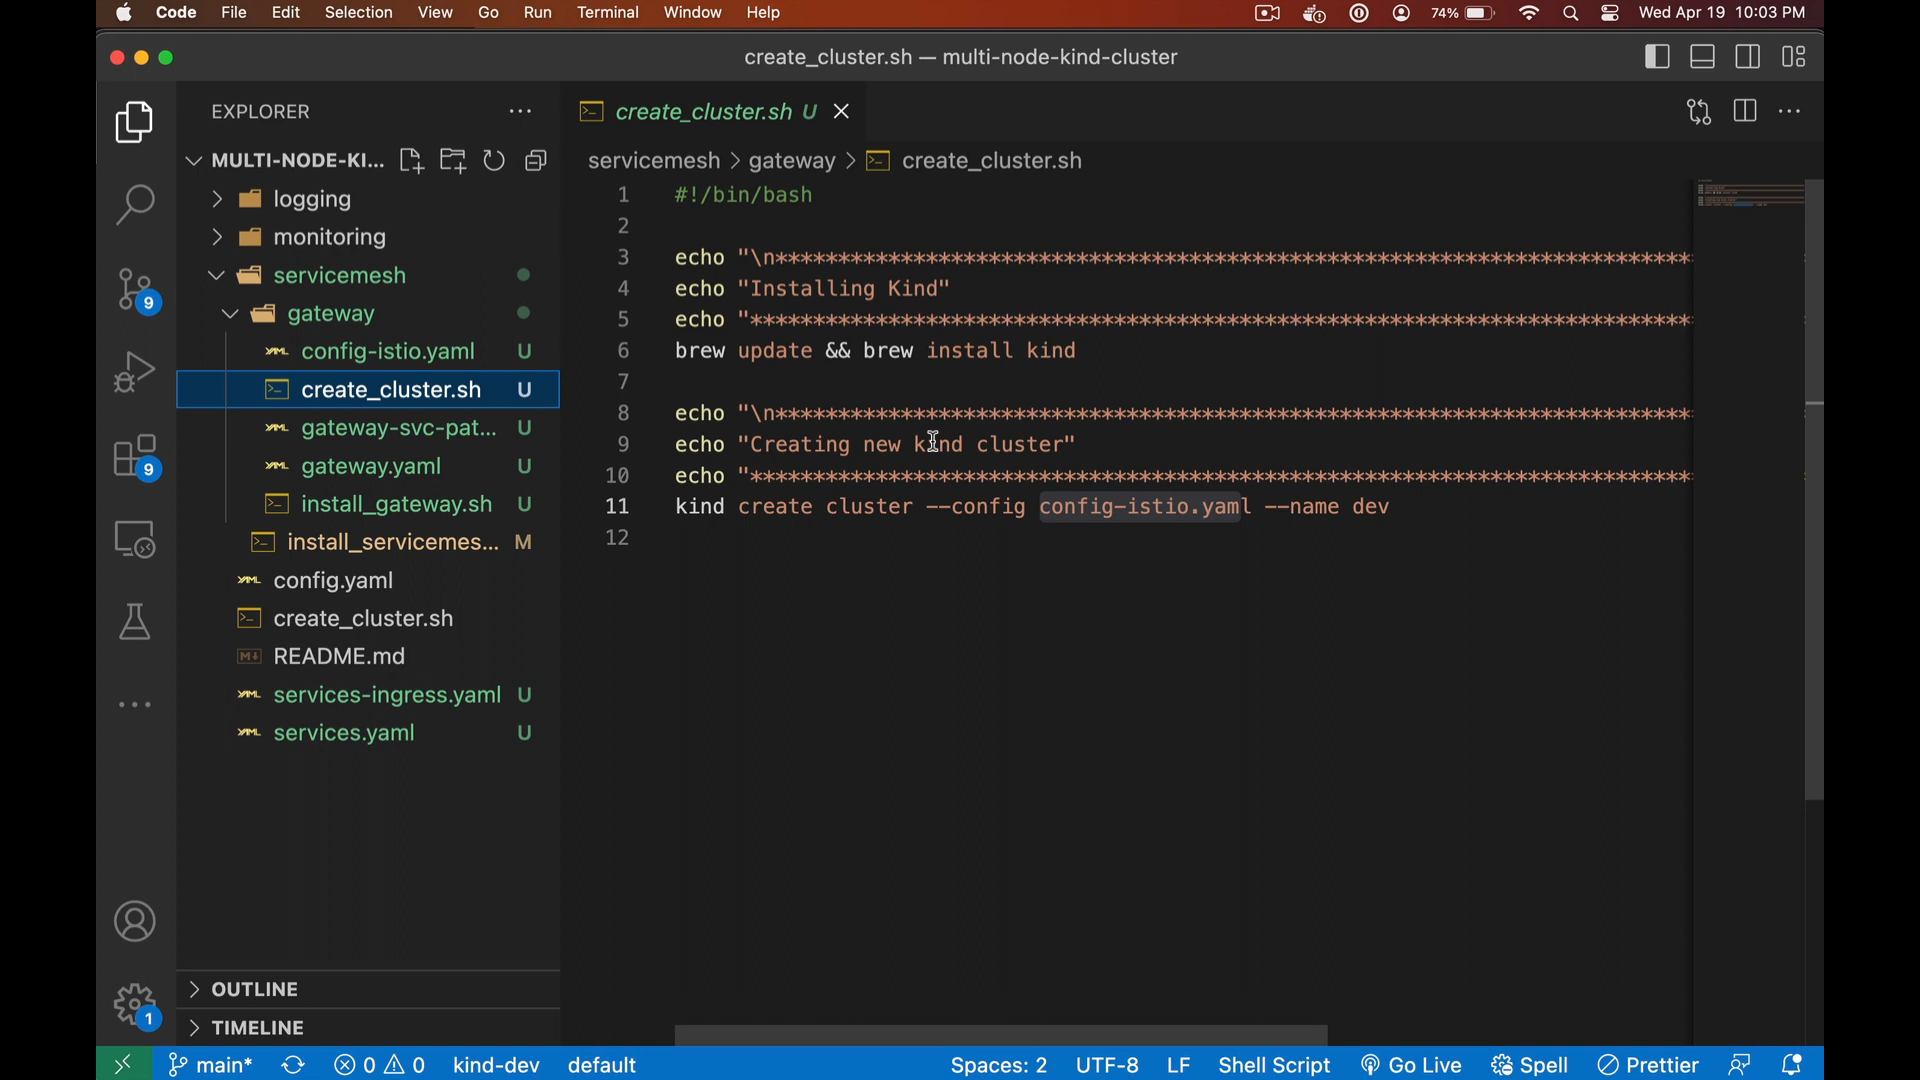 Code File Edit Selection View Go Run Terminal Window Help 74% Wed Apr 19 10:03 PM
create_cluster.sh — multi-node-kind-cluster
EXPLORER
MULTI-NODE-KI...
logging
monitoring
servicemesh
gateway
config-istio.yaml U
create_cluster.sh U
gateway-svc-pat... U
gateway.yaml U
install_gateway.sh U
install_servicemes... M
config.yaml
create_cluster.sh
README.md
services-ingress.yaml U
services.yaml U
OUTLINE
TIMELINE
9
9
1
create_cluster.sh U
servicemesh > gateway > create_cluster.sh
1 #!/bin/bash
2
3 echo "\n*************************************************************************
4 echo "Installing Kind"
5 echo "***************************************************************************
6 brew update && brew install kind
7
8 echo "\n*************************************************************************
9 echo "Creating new kind cluster"
10 echo "***************************************************************************
11 kind create cluster --config config-istio.yaml --name dev
12
main* 0 0 kind-dev default Spaces: 2 UTF-8 LF Shell Script Go Live Spell Prettier